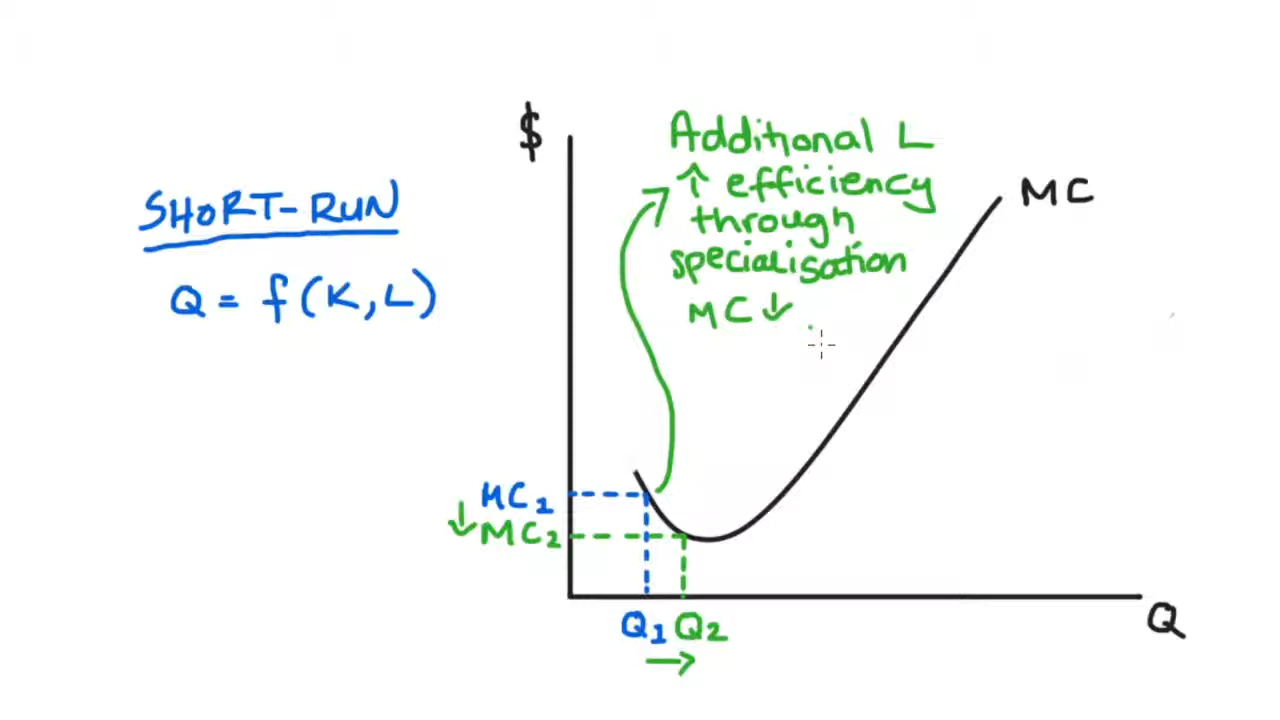 $
Additional L
↑ efficiency
through
specialisation
MC ↓
MC
SHORT-RUN
Q = f(K,L)
MC1
↓ MC2
Q1 Q2
→
Q